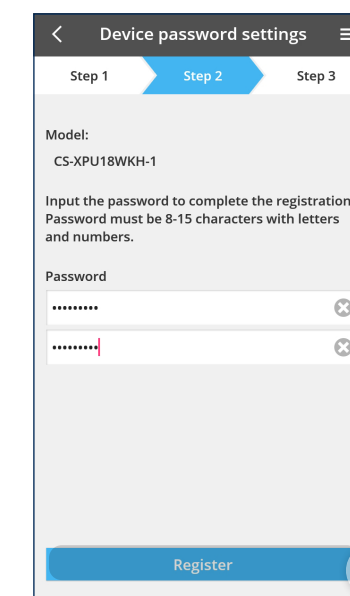 Device password settings
Step 1 Step 2 Step 3
Model:
CS-XPU18WKH-1
Input the password to complete the registration
Password must be 8-15 characters with letters
and numbers.
Password
•••••••••
•••••••••
Register